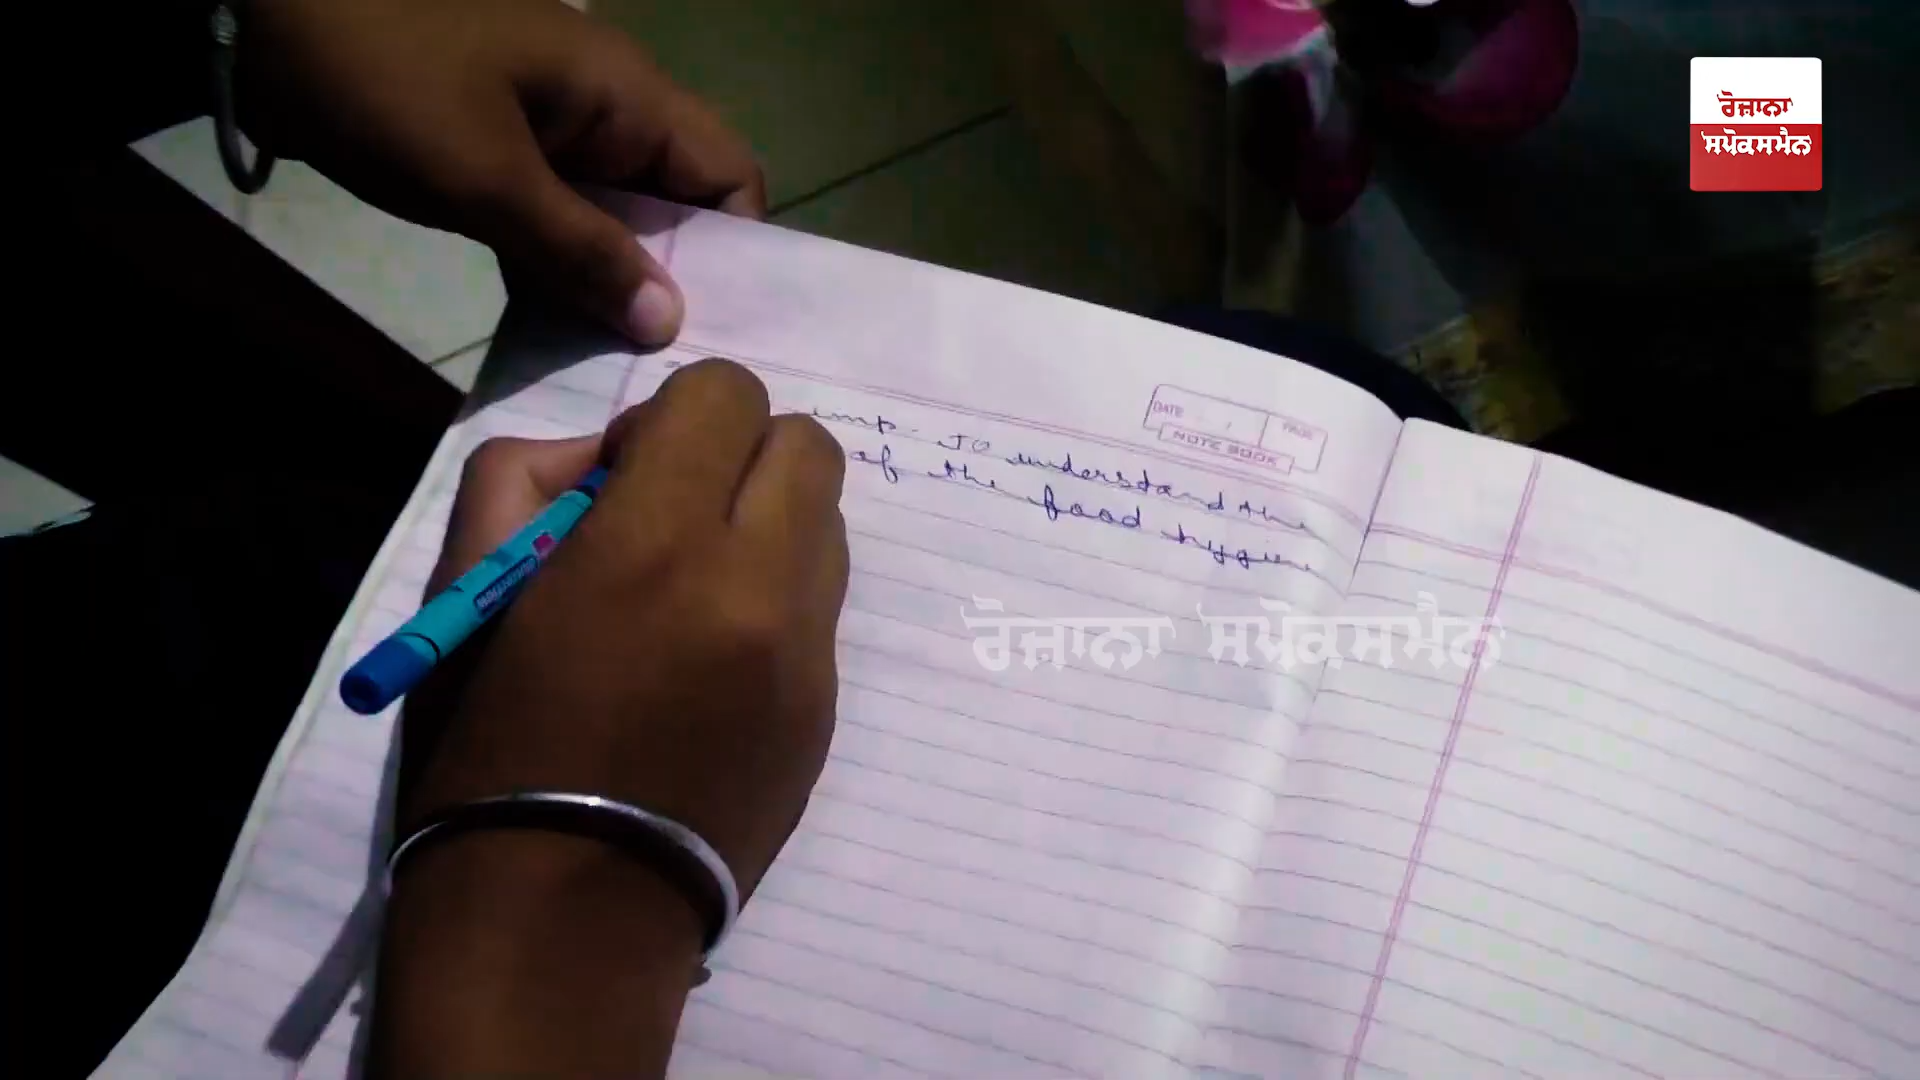 ਰੋਜ਼ਾਨਾ
ਸਪੋਕਸਮੈਨ
DATE
PAGE
NOTE BOOK
imp. to understand the
of the food hygien
ਰੋਜ਼ਾਨਾ ਸਪੋਕਸਮੈਨ